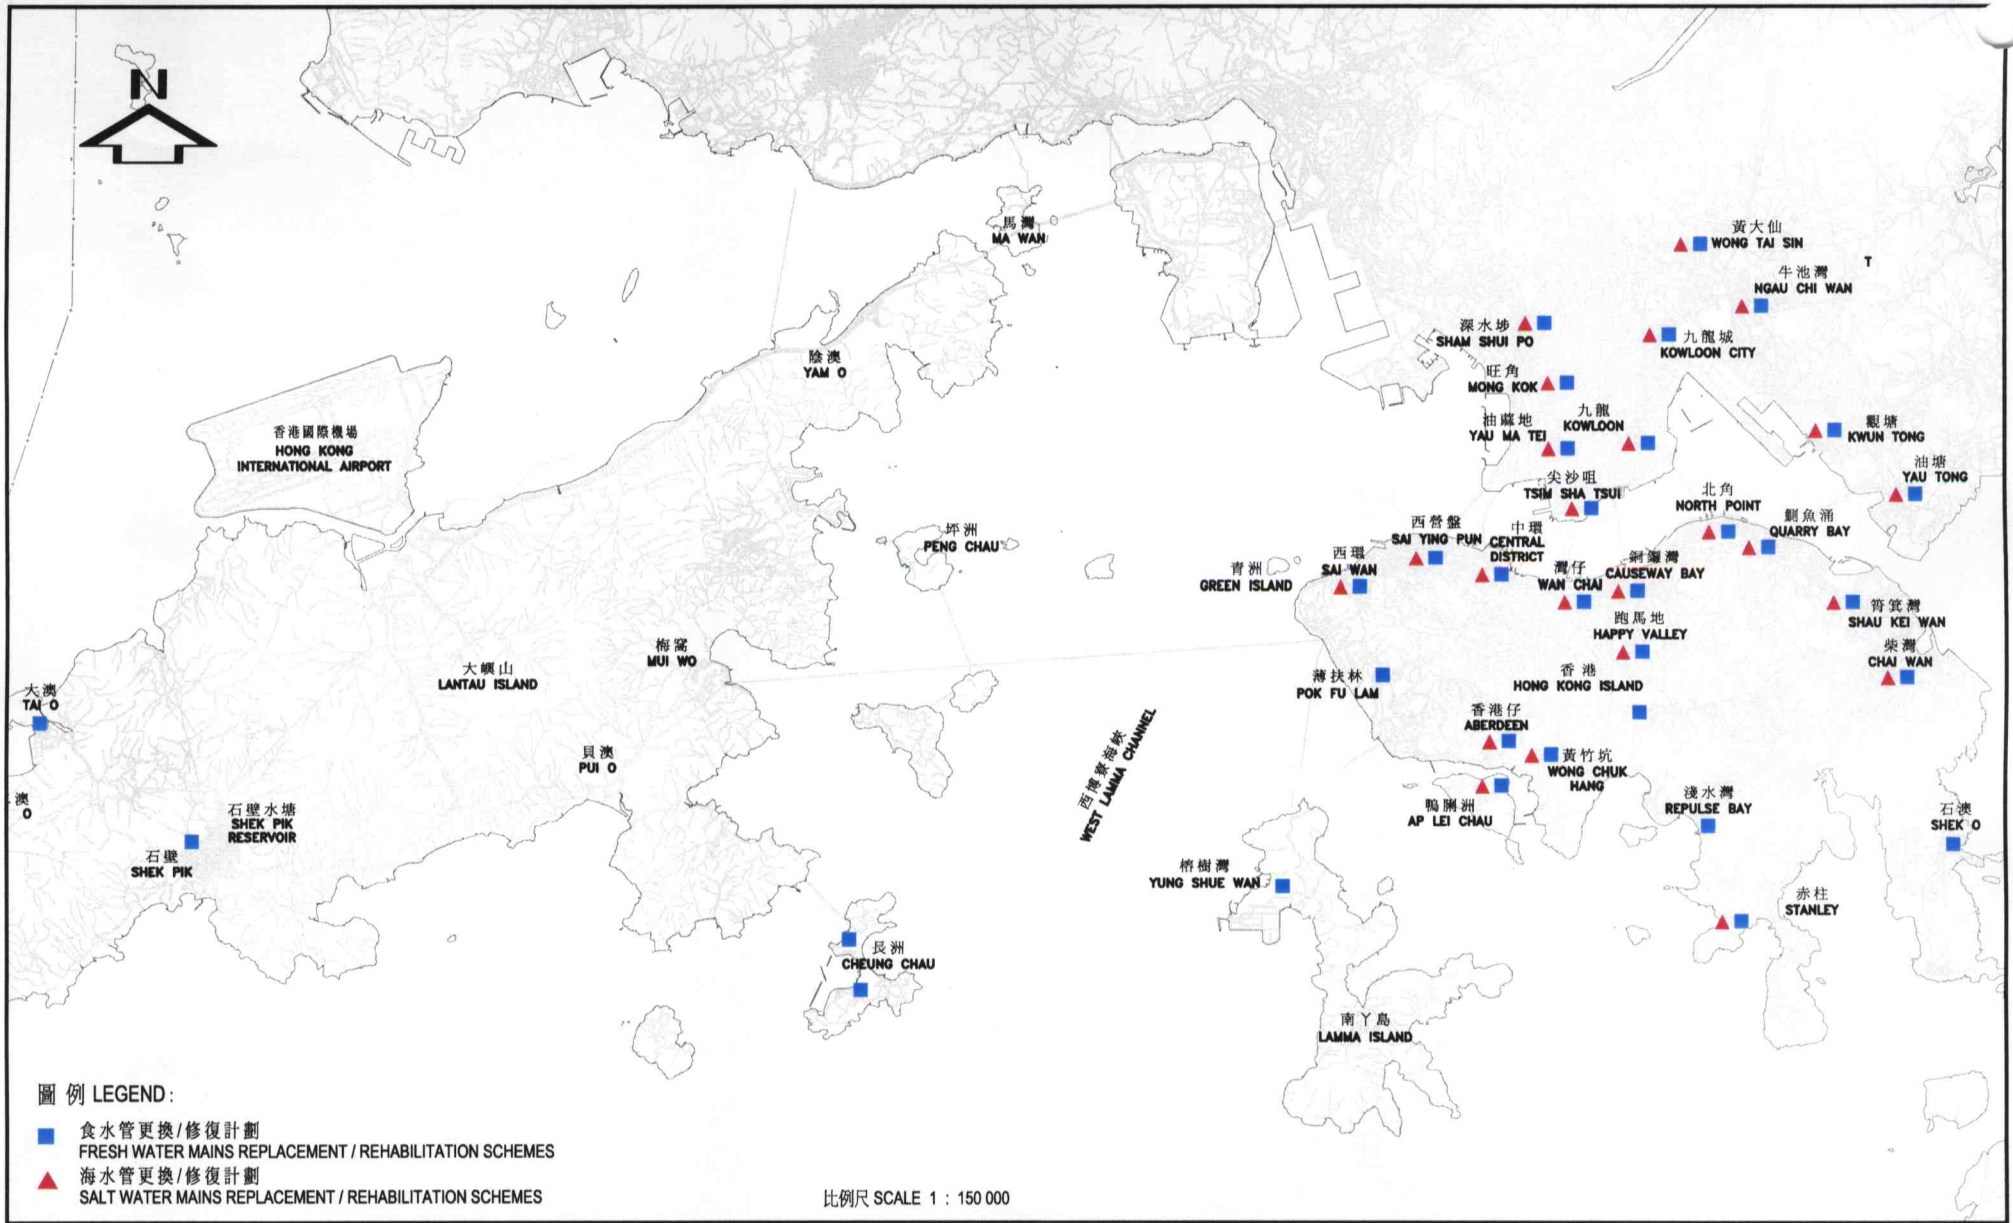 N
馬灣
MA WAN
黃大仙
WONG TAI SIN
T
牛池灣
NGAU CHI WAN
深水埗
SHAM SHUI PO
九龍城
KOWLOON CITY
陰澳
YAM O
旺角
MONG KOK
油蔴地
YAU MA TEI
九龍
KOWLOON
觀塘
KWUN TONG
香港國際機場
HONG KONG
INTERNATIONAL AIRPORT
油塘
YAU TONG
尖沙咀
TSIM SHA TSUI
北角
NORTH POINT
鰂魚涌
QUARRY BAY
坪洲
PENG CHAU
西營盤
SAI YING PUN
中環
CENTRAL
DISTRICT
西環
SAI WAN
青洲
GREEN ISLAND
灣仔
WAN CHAI
銅鑼灣
CAUSEWAY BAY
筲箕灣
SHAU KEI WAN
跑馬地
HAPPY VALLEY
柴灣
CHAI WAN
梅窩
MUI WO
大嶼山
LANTAU ISLAND
薄扶林
POK FU LAM
香港
HONG KONG ISLAND
大澳
TAI O
香港仔
ABERDEEN
西博寮海峽
WEST LAMMA CHANNEL
貝澳
PUI O
黃竹坑
WONG CHUK
HANG
澳
O
石壁水塘
SHEK PIK
RESERVOIR
鴨脷洲
AP LEI CHAU
淺水灣
REPULSE BAY
石澳
SHEK O
石壁
SHEK PIK
榕樹灣
YUNG SHUE WAN
赤柱
STANLEY
長洲
CHEUNG CHAU
南丫島
LAMMA ISLAND
圖例 LEGEND:
食水管更換/修復計劃
FRESH WATER MAINS REPLACEMENT / REHABILITATION SCHEMES
海水管更換/修復計劃
SALT WATER MAINS REPLACEMENT / REHABILITATION SCHEMES
比例尺 SCALE 1 : 150 000